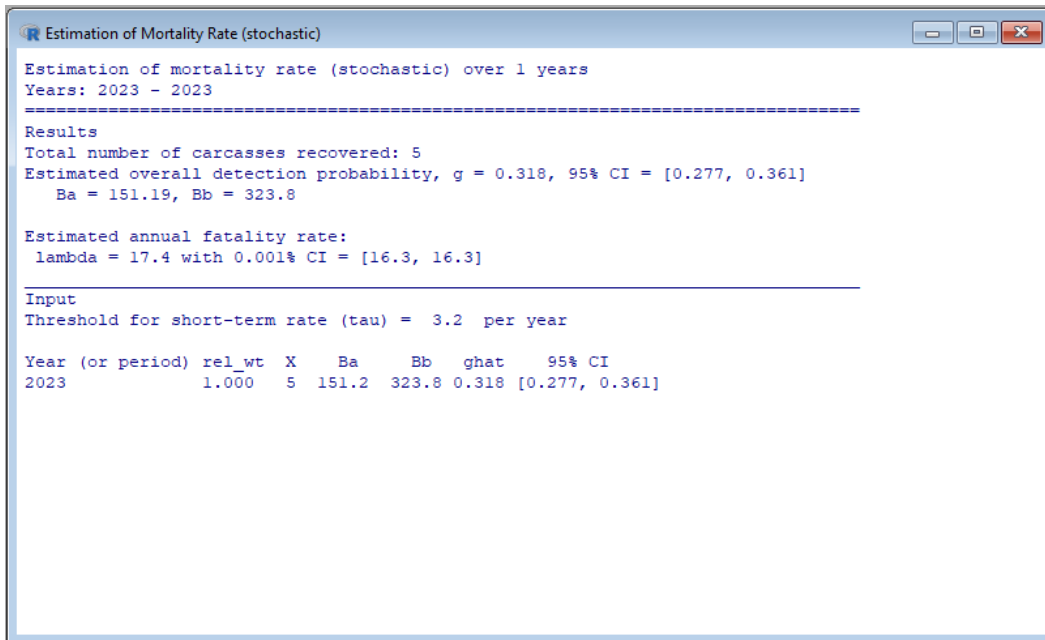 Estimation of Mortality Rate (stochastic)
Estimation of mortality rate (stochastic) over 1 years
Years: 2023 - 2023
================================================================================
Results
Total number of carcasses recovered: 5
Estimated overall detection probability, g = 0.318, 95% CI = [0.277, 0.361]
Ba = 151.19, Bb = 323.8
Estimated annual fatality rate:
lambda = 17.4 with 0.001% CI = [16.3, 16.3]
Input
Threshold for short-term rate (tau) = 3.2 per year
Year (or period) rel_wt X Ba Bb ghat 95% CI
2023 1.000 5 151.2 323.8 0.318 [0.277, 0.361]